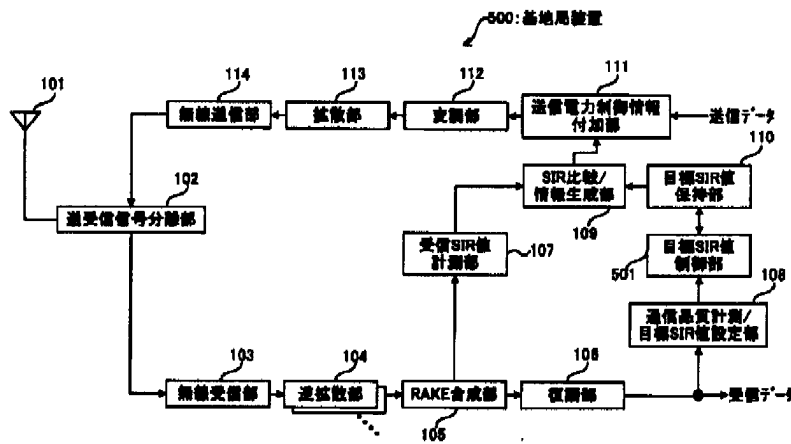 500:基地局装置
101
114
113
112
111
無線送信部
拡散部
変調部
送信電力制御情報
付加部
送信データ
110
102
送受信信号分離部
SIR比較/
情報生成部
109
目標SIR値
保持部
受信SIR値
計測部
107
501
目標SIR値
制御部
108
通信品質計測/
目標SIR値設定部
103
104
106
無線受信部
逆拡散部
RAKE合成部
復調部
受信データ
105